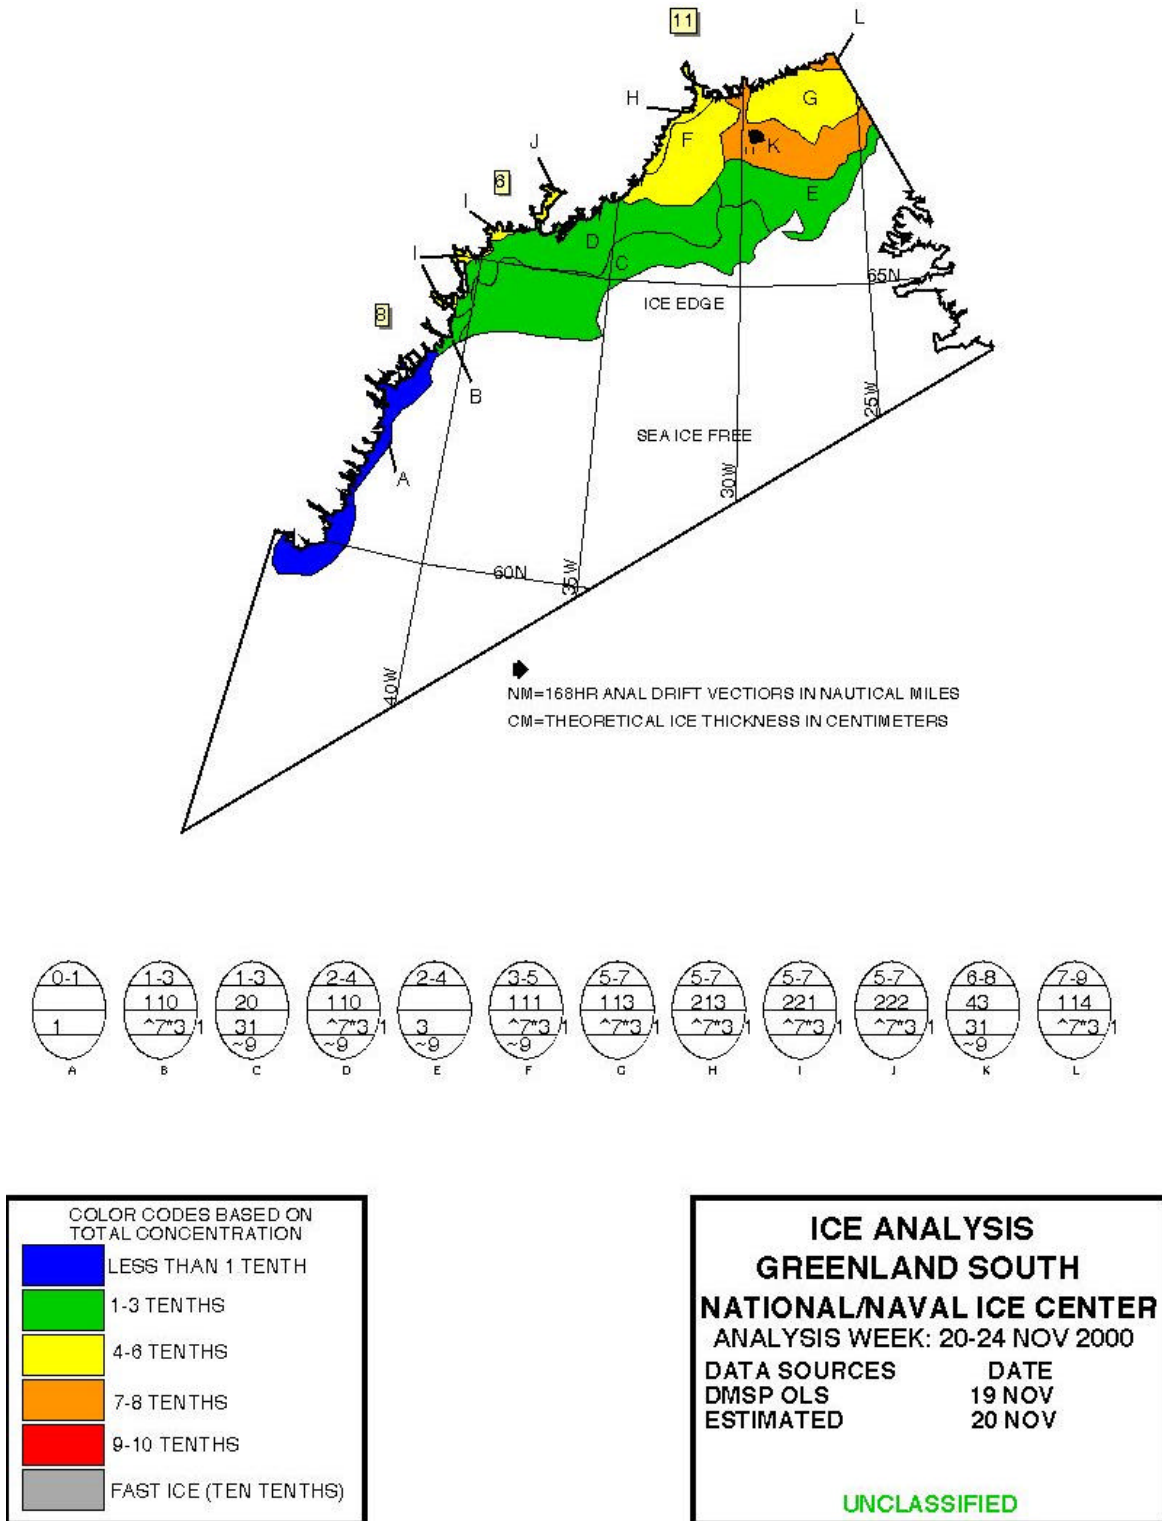 11
L
H
G
F
J
K
6
E
I
D
I
C
65N
ICE EDGE
8
B
25W
SEA ICE FREE
A
30W
60N
35W
40W
NM=168HR ANAL DRIFT VECTIORS IN NAUTICAL MILES
CM=THEORETICAL ICE THICKNESS IN CENTIMETERS
0-1 1-3 1-3 2-4 2-4 3-5 5-7 5-7 5-7 5-7 6-8 7-9
110 20 110 111 113 213 221 222 43 114
1 ^7*3/1 31 ^7*3/1 3 ^7*3/1 ^7*3/1 ^7*3/1 ^7*3/1 ^7*3/1 31 ^7*3/1
~9 ~9 ~9 ~9 ~9
A B C D E F G H I J K L
COLOR CODES BASED ON
TOTAL CONCENTRATION
LESS THAN 1 TENTH
1-3 TENTHS
4-6 TENTHS
7-8 TENTHS
9-10 TENTHS
FAST ICE (TEN TENTHS)
ICE ANALYSIS
GREENLAND SOUTH
NATIONAL/NAVAL ICE CENTER
ANALYSIS WEEK: 20-24 NOV 2000
DATA SOURCES DATE
DMSP OLS 19 NOV
ESTIMATED 20 NOV
UNCLASSIFIED